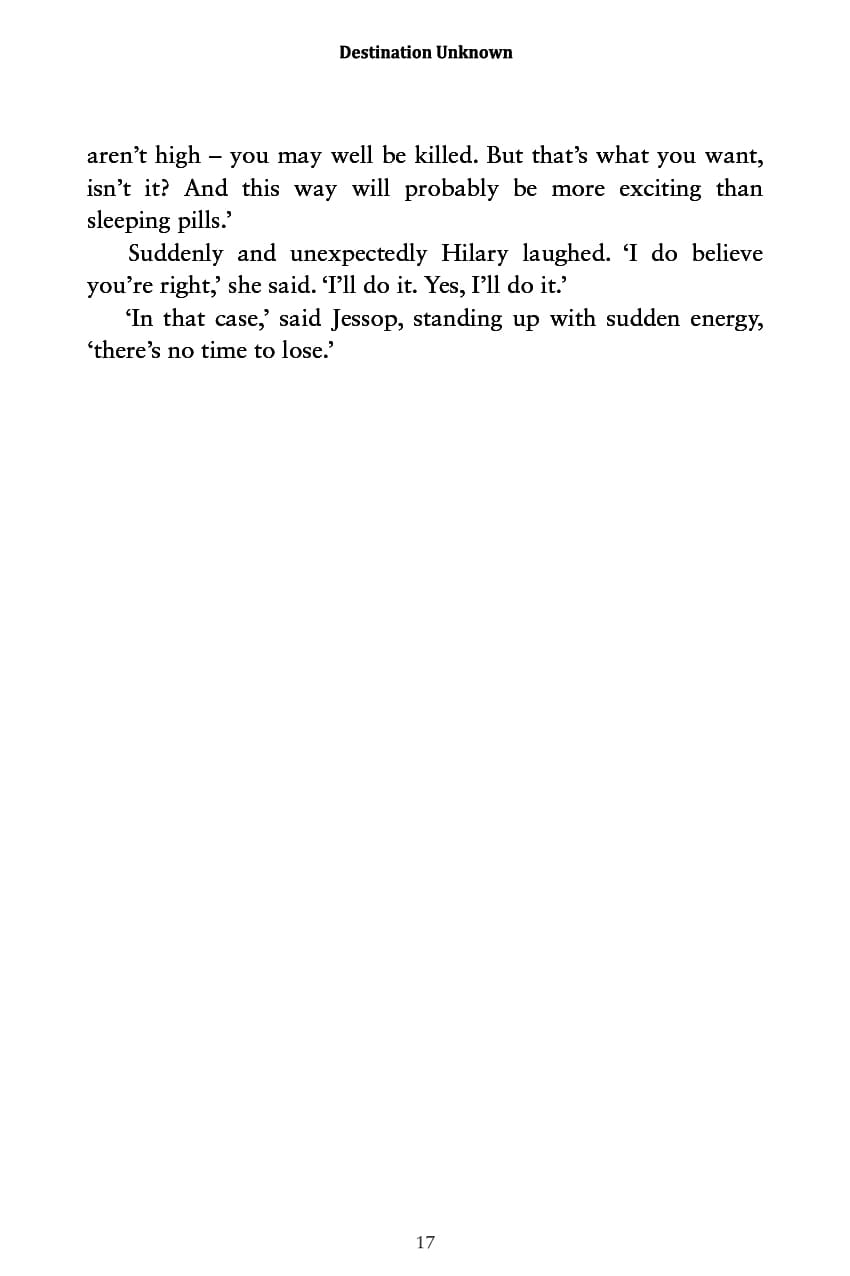 Destination Unknown
aren’t high – you may well be killed. But that’s what you want,
isn’t it? And this way will probably be more exciting than
sleeping pills.’
Suddenly and unexpectedly Hilary laughed. ‘I do believe
you’re right,’ she said. ‘I’ll do it. Yes, I’ll do it.’
‘In that case,’ said Jessop, standing up with sudden energy,
‘there’s no time to lose.’
17